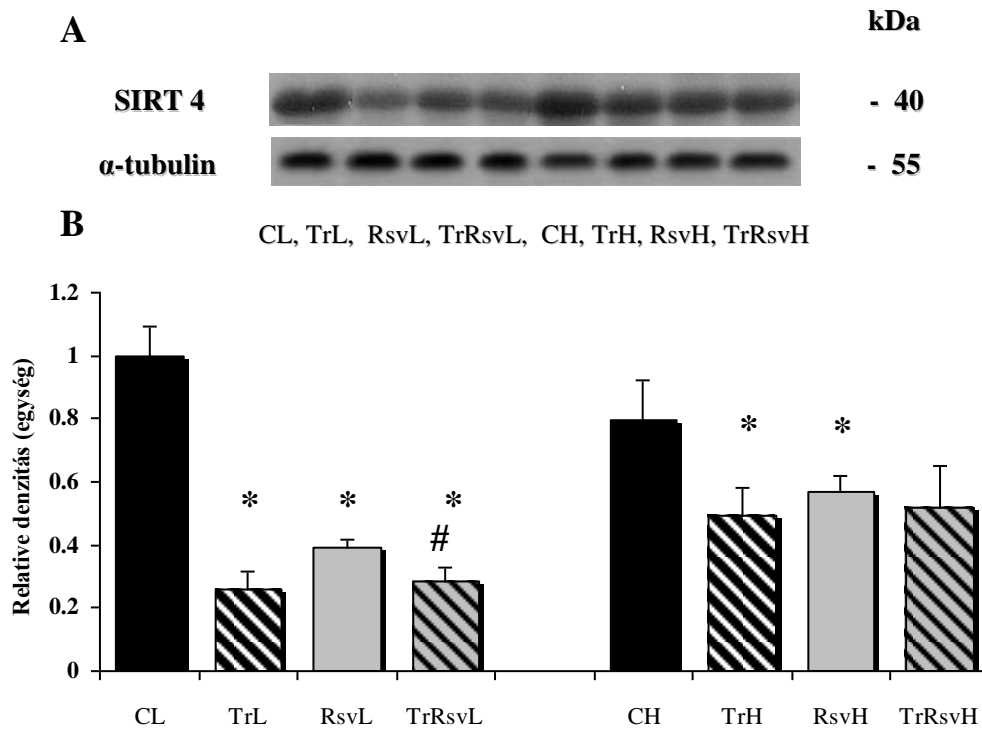 A
kDa
SIRT 4
- 40
α-tubulin
- 55
B
CL, TrL, RsvL, TrRsvL, CH, TrH, RsvH, TrRsvH
Relative denzitás (egység)
1.2
1
0.8
0.6
0.4
0.2
0
* * * #
* *
CL TrL RsvL TrRsvL CH TrH RsvH TrRsvH